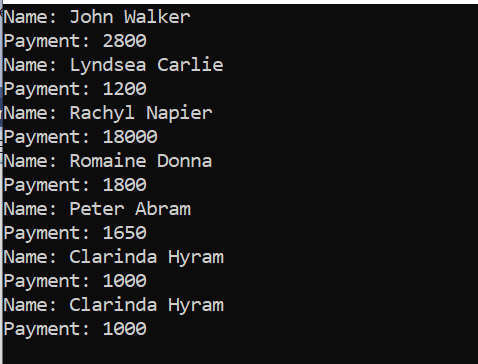 Name: John Walker
Payment: 2800
Name: Lyndsea Carlie
Payment: 1200
Name: Rachyl Napier
Payment: 18000
Name: Romaine Donna
Payment: 1800
Name: Peter Abram
Payment: 1650
Name: Clarinda Hyram
Payment: 1000
Name: Clarinda Hyram
Payment: 1000